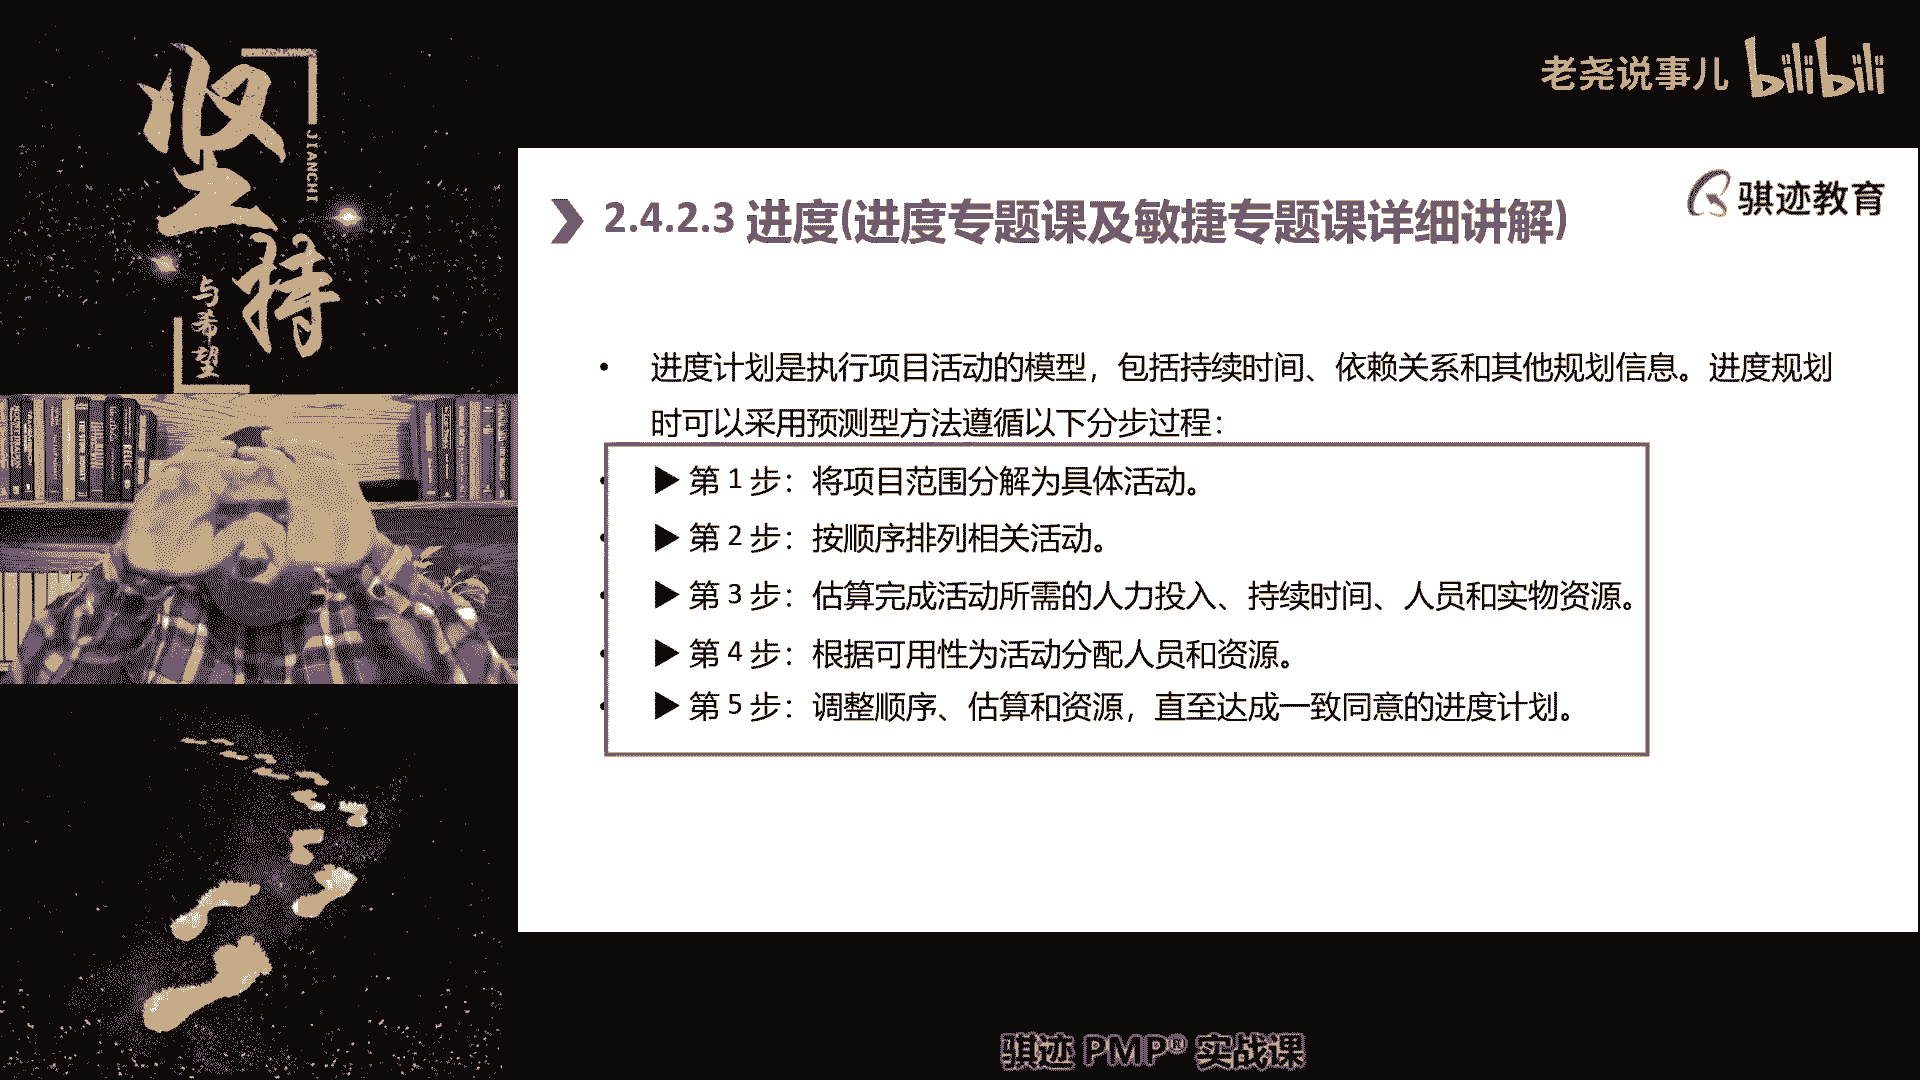 坚持
JIANCHI
与希望
老尧说事儿 bilibili
骐迹教育
2.4.2.3 进度(进度专题课及敏捷专题课详细讲解)
• 进度计划是执行项目活动的模型，包括持续时间、依赖关系和其他规划信息。进度规划
时可以采用预测型方法遵循以下分步过程：
▶ 第 1 步：将项目范围分解为具体活动。
▶ 第 2 步：按顺序排列相关活动。
▶ 第 3 步：估算完成活动所需的人力投入、持续时间、人员和实物资源。
▶ 第 4 步：根据可用性为活动分配人员和资源。
▶ 第 5 步：调整顺序、估算和资源，直至达成一致同意的进度计划。
骐迹 PMP® 实战课